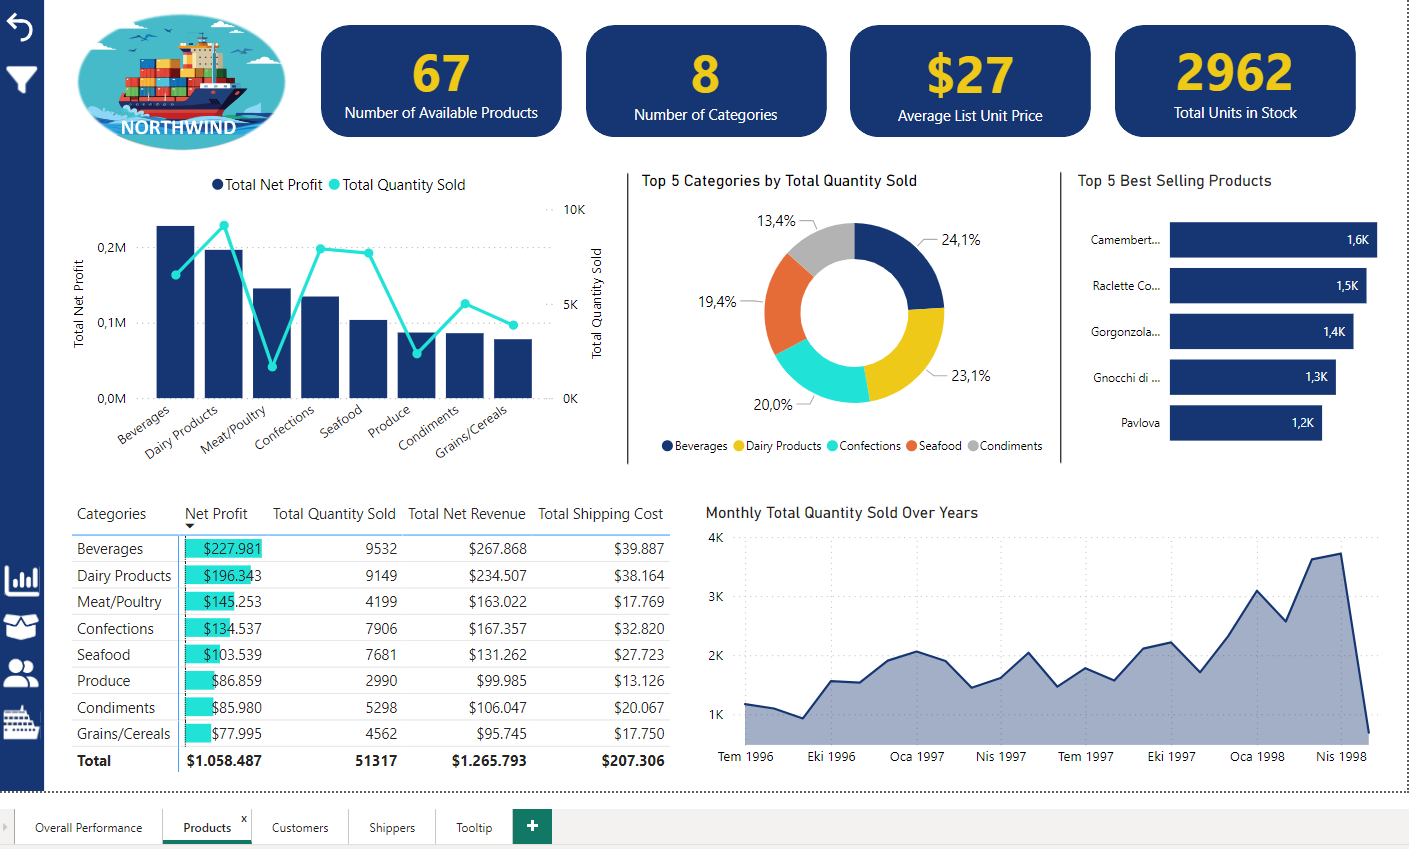 NORTHWIND
67
Number of Available Products
8
Number of Categories
$27
Average List Unit Price
2962
Total Units in Stock
Total Net Profit Total Quantity Sold
Total Net Profit
0,2M
0,1M
0,0M
10K
5K
0K
Total Quantity Sold
Beverages
Dairy Products
Meat/Poultry
Confections
Seafood
Produce
Condiments
Grains/Cereals
Top 5 Categories by Total Quantity Sold
13,4%
24,1%
19,4%
23,1%
20,0%
Beverages Dairy Products Confections Seafood Condiments
Top 5 Best Selling Products
Camembert... 1,6K
Raclette Co... 1,5K
Gorgonzola... 1,4K
Gnocchi di ... 1,3K
Pavlova 1,2K
Categories Net Profit Total Quantity Sold Total Net Revenue Total Shipping Cost
Beverages $227.981 9532 $267.868 $39.887
Dairy Products $196.343 9149 $234.507 $38.164
Meat/Poultry $145.253 4199 $163.022 $17.769
Confections $134.537 7906 $167.357 $32.820
Seafood $103.539 7681 $131.262 $27.723
Produce $86.859 2990 $99.985 $13.126
Condiments $85.980 5298 $106.047 $20.067
Grains/Cereals $77.995 4562 $95.745 $17.750
Total $1.058.487 51317 $1.265.793 $207.306
Monthly Total Quantity Sold Over Years
4K
3K
2K
1K
Tem 1996 Eki 1996 Oca 1997 Nis 1997 Tem 1997 Eki 1997 Oca 1998 Nis 1998
Overall Performance Products x Customers Shippers Tooltip +